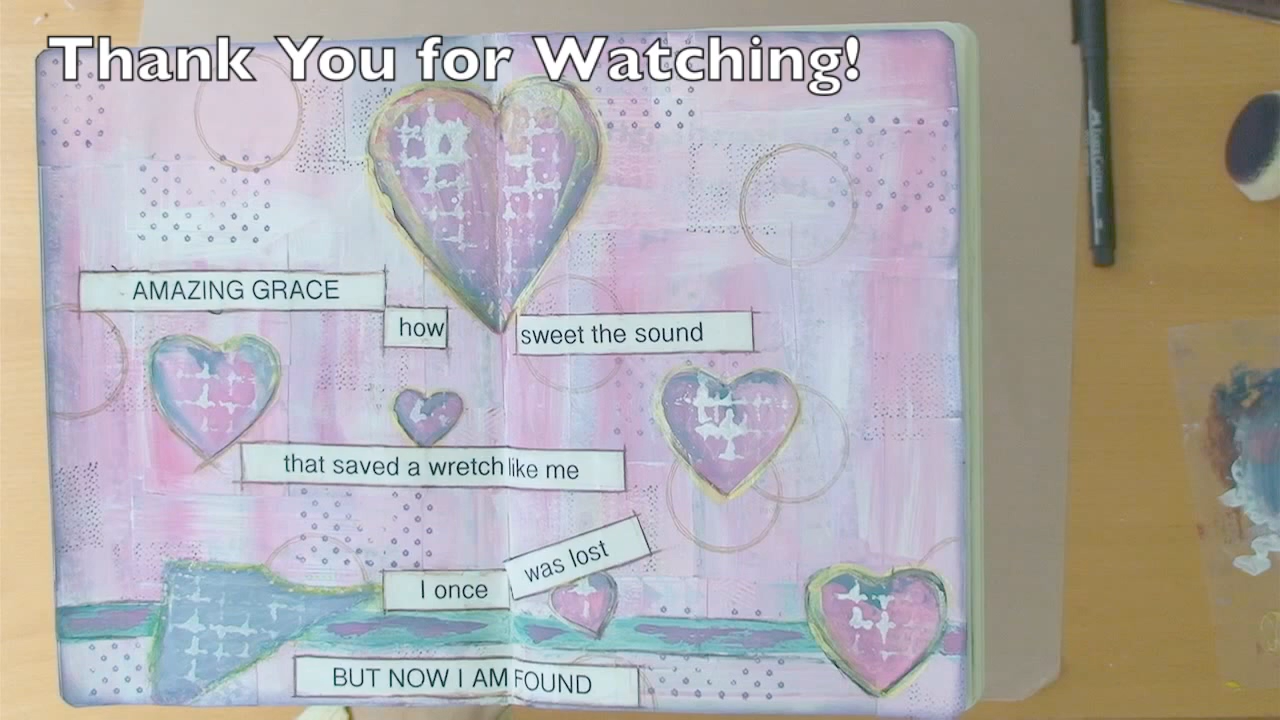 Thank You for Watching!
AMAZING GRACE
how
sweet the sound
that saved a wretch like me
I once
was lost
BUT NOW I AM FOUND